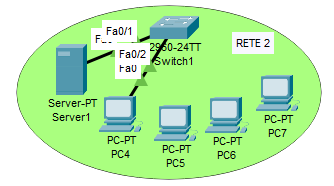 Fa0/1
Fa
2960-24TT
Switch1
RETE 2
Fa0/2
Fa0
Server-PT
Server1
PC-PT
PC4
PC-PT
PC5
PC-PT
PC6
PC-PT
PC7